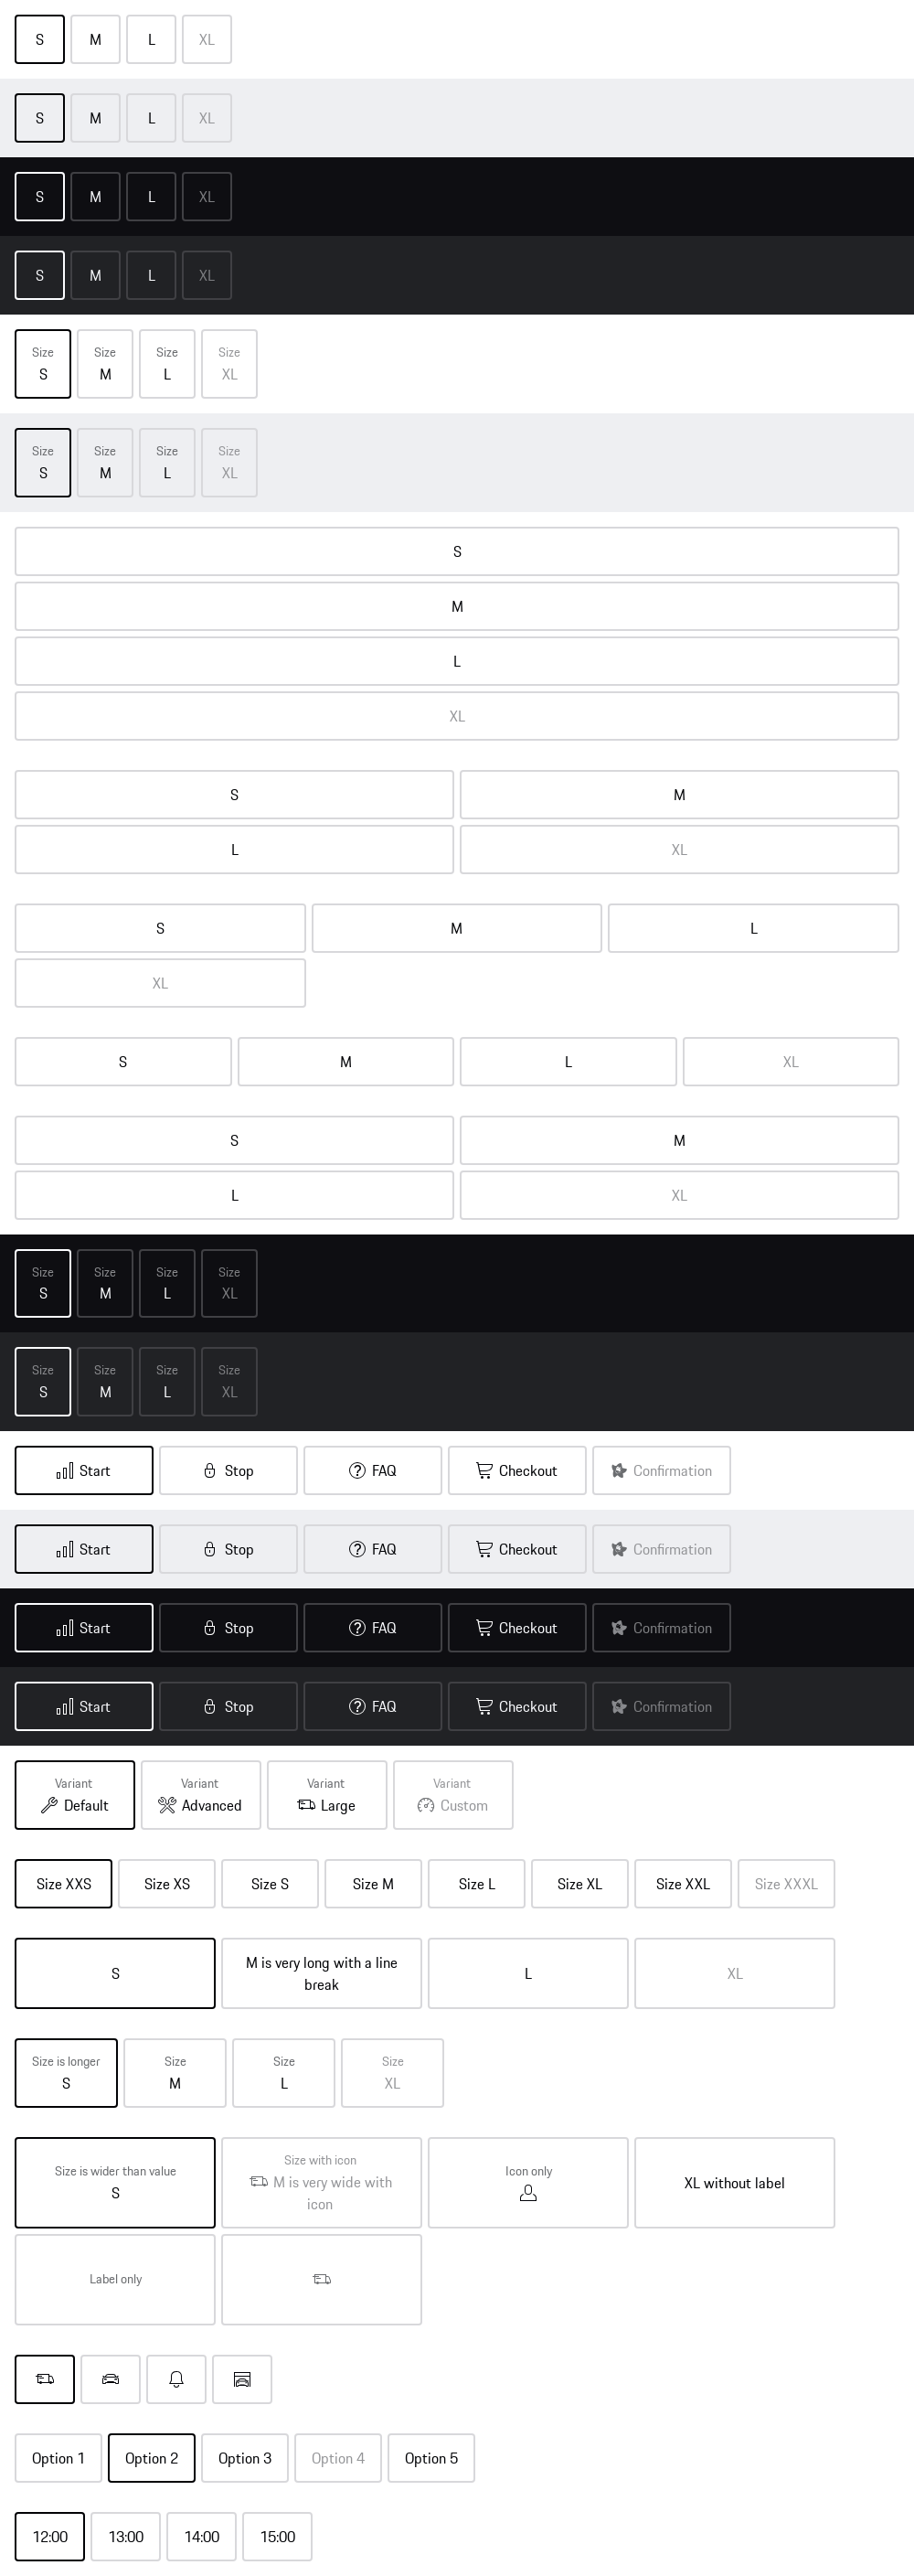 S M L XL
S M L XL
S M L XL
S M L XL
Size Size Size Size
S M L XL
Size Size Size Size
S M L XL
S
M
L
XL
S M
L XL
S M L
XL
S M L XL
S M
L XL
Size Size Size Size
S M L XL
Size Size Size Size
S M L XL
Start Stop FAQ Checkout Confirmation
Start Stop FAQ Checkout Confirmation
Start Stop FAQ Checkout Confirmation
Start Stop FAQ Checkout Confirmation
Variant Variant Variant Variant
Default Advanced Large Custom
Size XXS Size XS Size S Size M Size L Size XL Size XXL Size XXXL
S M is very long with a line break L XL
Size is longer Size Size Size
S M L XL
Size is wider than value
S
Size with icon
M is very wide with
icon
Icon only
XL without label
Label only
Option 1 Option 2 Option 3 Option 4 Option 5
12:00 13:00 14:00 15:00